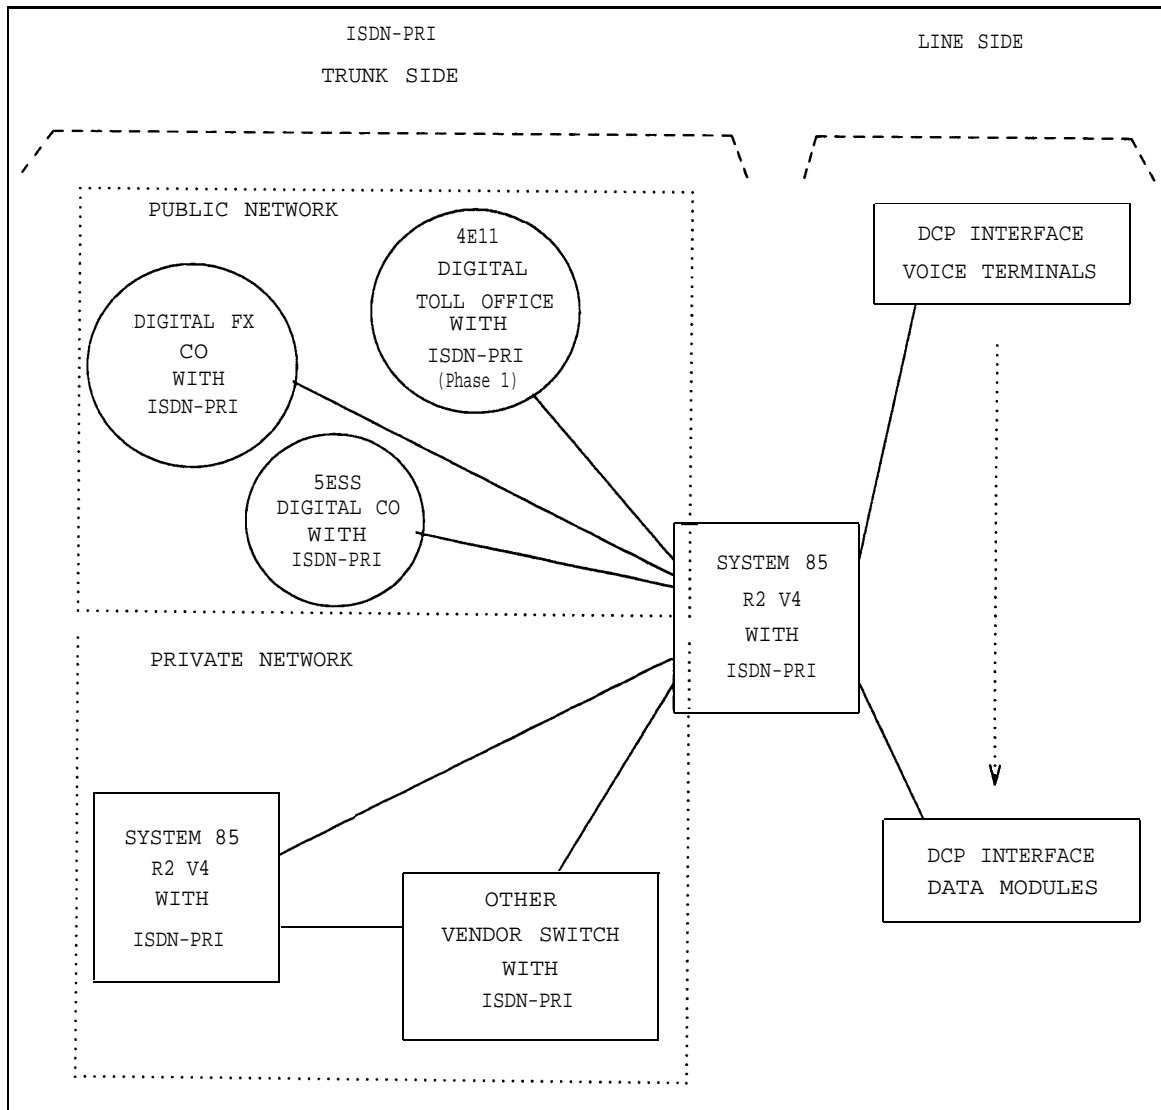 ISDN-PRI
TRUNK SIDE
LINE SIDE
PUBLIC NETWORK
4E11
DIGITAL
TOLL OFFICE
WITH
ISDN-PRI
(Phase 1)
DIGITAL FX
CO
WITH
ISDN-PRI
5ESS
DIGITAL CO
WITH
ISDN-PRI
DCP INTERFACE
VOICE TERMINALS
SYSTEM 85
R2 V4
WITH
ISDN-PRI
PRIVATE NETWORK
SYSTEM 85
R2 V4
WITH
ISDN-PRI
OTHER
VENDOR SWITCH
WITH
ISDN-PRI
DCP INTERFACE
DATA MODULES